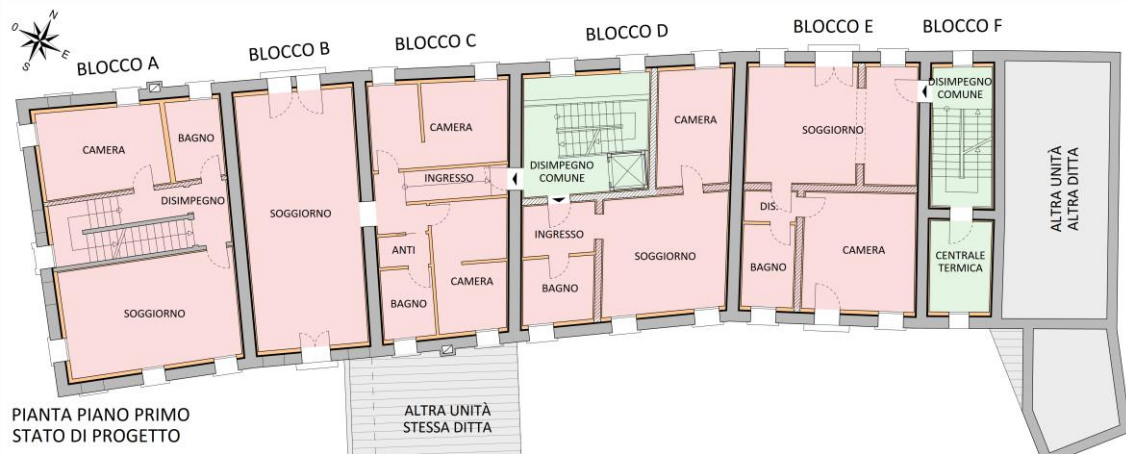 N
O
E
S
BLOCCO A
BLOCCO B
BLOCCO C
BLOCCO D
BLOCCO E
BLOCCO F
CAMERA
BAGNO
DISIMPEGNO
SOGGIORNO
SOGGIORNO
CAMERA
INGRESSO
ANTI
BAGNO
CAMERA
DISIMPEGNO
COMUNE
CAMERA
INGRESSO
BAGNO
SOGGIORNO
SOGGIORNO
DIS.
BAGNO
CAMERA
DISIMPEGNO
COMUNE
CENTRALE
TERMICA
ALTRA UNITÀ
ALTRA DITTA
ALTRA UNITÀ
STESSA DITTA
PIANTA PIANO PRIMO
STATO DI PROGETTO